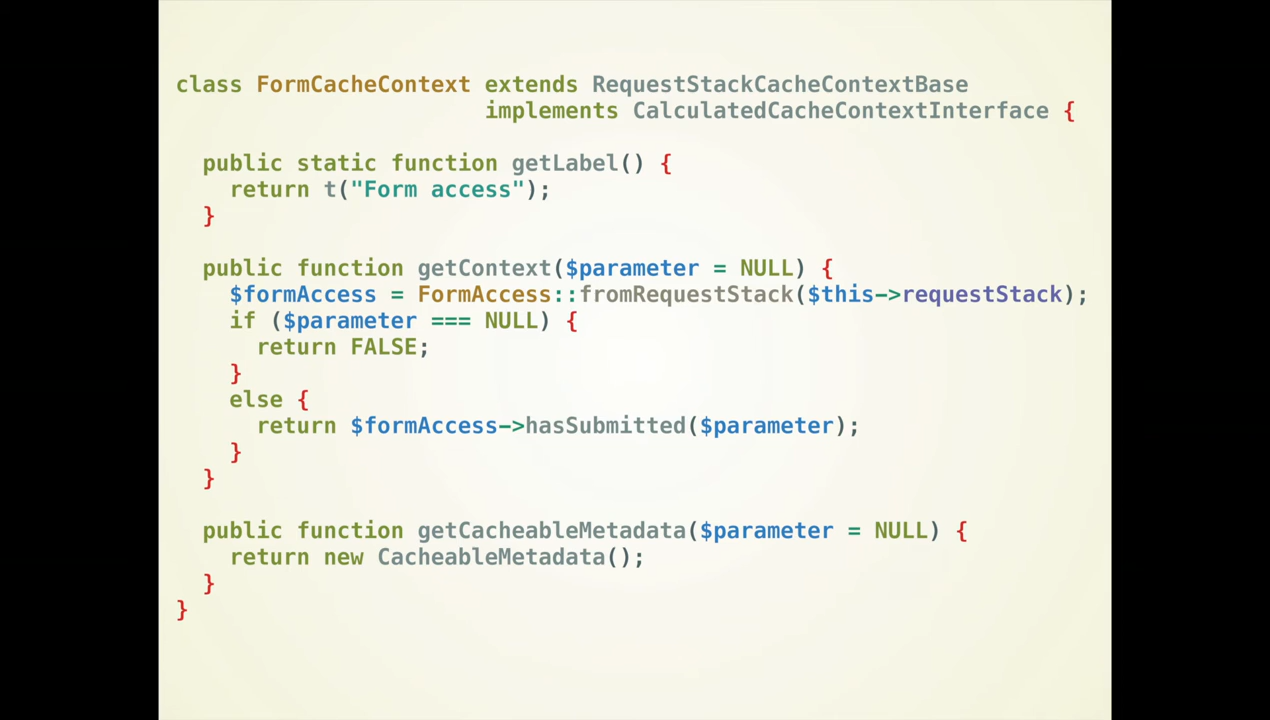 class FormCacheContext extends RequestStackCacheContextBase
                       implements CalculatedCacheContextInterface {

  public static function getLabel() {
    return t("Form access");
  }

  public function getContext($parameter = NULL) {
    $formAccess = FormAccess::fromRequestStack($this->requestStack);
    if ($parameter === NULL) {
      return FALSE;
    }
    else {
      return $formAccess->hasSubmitted($parameter);
    }
  }

  public function getCacheableMetadata($parameter = NULL) {
    return new CacheableMetadata();
  }
}